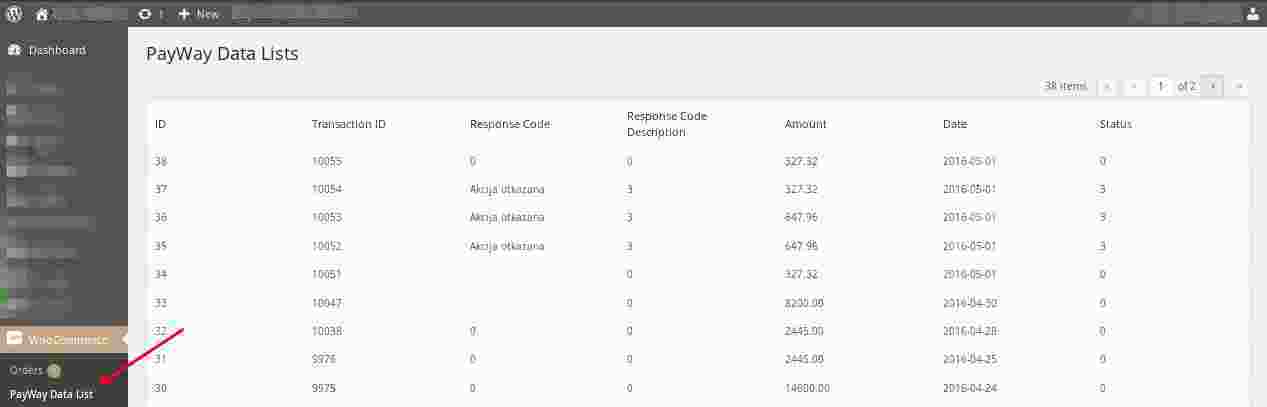 1 New
Dashboard
PayWay Data Lists
38 items « ‹ 1 of 2 › »
ID Transaction ID Response Code Response Code Description Amount Date Status
38 10055 0 0 327.32 2016-05-01 0
37 10054 Akcija otkazana 3 327.32 2016-05-01 3
36 10053 Akcija otkazana 3 647.96 2016-05-01 3
35 10052 Akcija otkazana 3 647.96 2016-05-01 3
34 10051 0 327.32 2016-05-01 0
33 10047 0 8200.00 2016-04-30 0
32 10038 0 0 2445.00 2016-04-28 0
31 9976 0 0 2445.00 2016-04-25 0
30 9975 0 0 14600.00 2016-04-24 0
WooCommerce
Orders
PayWay Data List